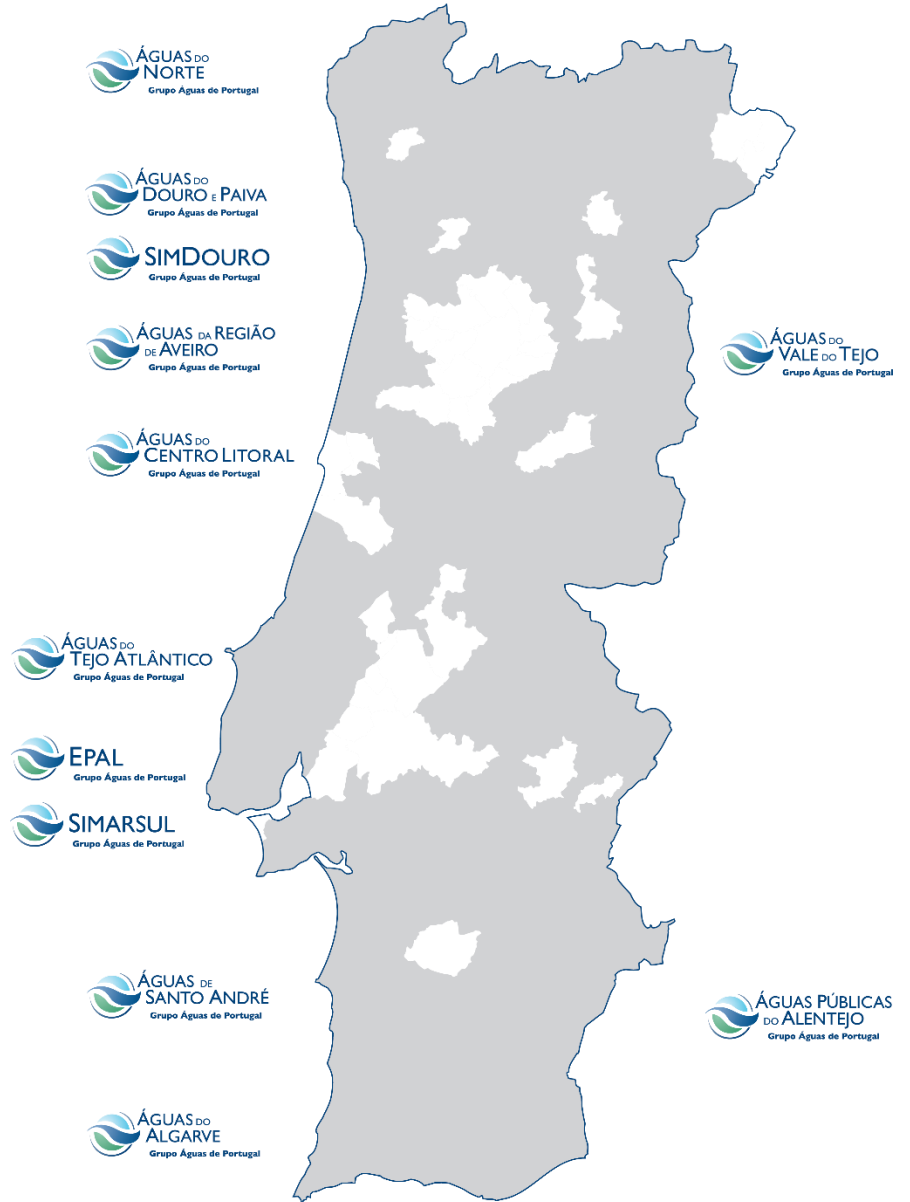 ÁGUAS DO
NORTE
Grupo Águas de Portugal
ÁGUAS DO
DOURO E PAIVA
Grupo Águas de Portugal
SIMDOURO
Grupo Águas de Portugal
ÁGUAS DA REGIÃO
DE AVEIRO
Grupo Águas de Portugal
ÁGUAS DO
VALE DO TEJO
Grupo Águas de Portugal
ÁGUAS DO
CENTRO LITORAL
Grupo Águas de Portugal
ÁGUAS DO
TEJO ATLÂNTICO
Grupo Águas de Portugal
EPAL
Grupo Águas de Portugal
SIMARSUL
Grupo Águas de Portugal
ÁGUAS DE
SANTO ANDRÉ
Grupo Águas de Portugal
ÁGUAS PÚBLICAS
DO ALENTEJO
Grupo Águas de Portugal
ÁGUAS DO
ALGARVE
Grupo Águas de Portugal